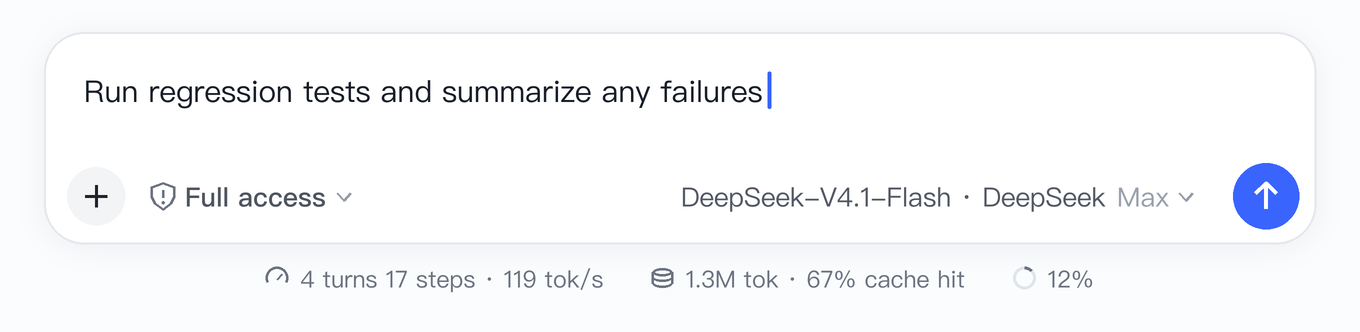 Run regression tests and summarize any failures
Full access DeepSeek–V4.1–Flash · DeepSeek Max
4 turns 17 steps · 119 tok/s 1.3M tok · 67% cache hit 12%